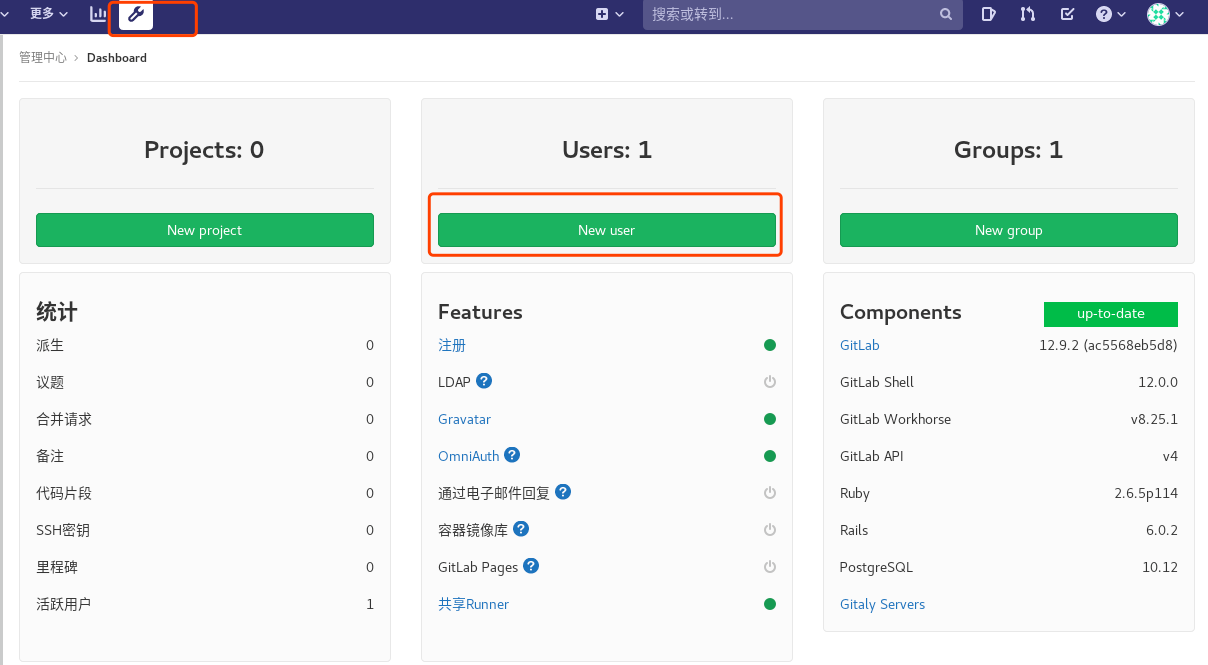 更多
搜索或转到...
管理中心 › Dashboard
Projects: 0
New project
Users: 1
New user
Groups: 1
New group
统计
派生 0
议题 0
合并请求 0
备注 0
代码片段 0
SSH密钥 0
里程碑 0
活跃用户 1
Features
注册
LDAP
Gravatar
OmniAuth
通过电子邮件回复
容器镜像库
GitLab Pages
共享Runner
Components up-to-date
GitLab 12.9.2 (ac5568eb5d8)
GitLab Shell 12.0.0
GitLab Workhorse v8.25.1
GitLab API v4
Ruby 2.6.5p114
Rails 6.0.2
PostgreSQL 10.12
Gitaly Servers